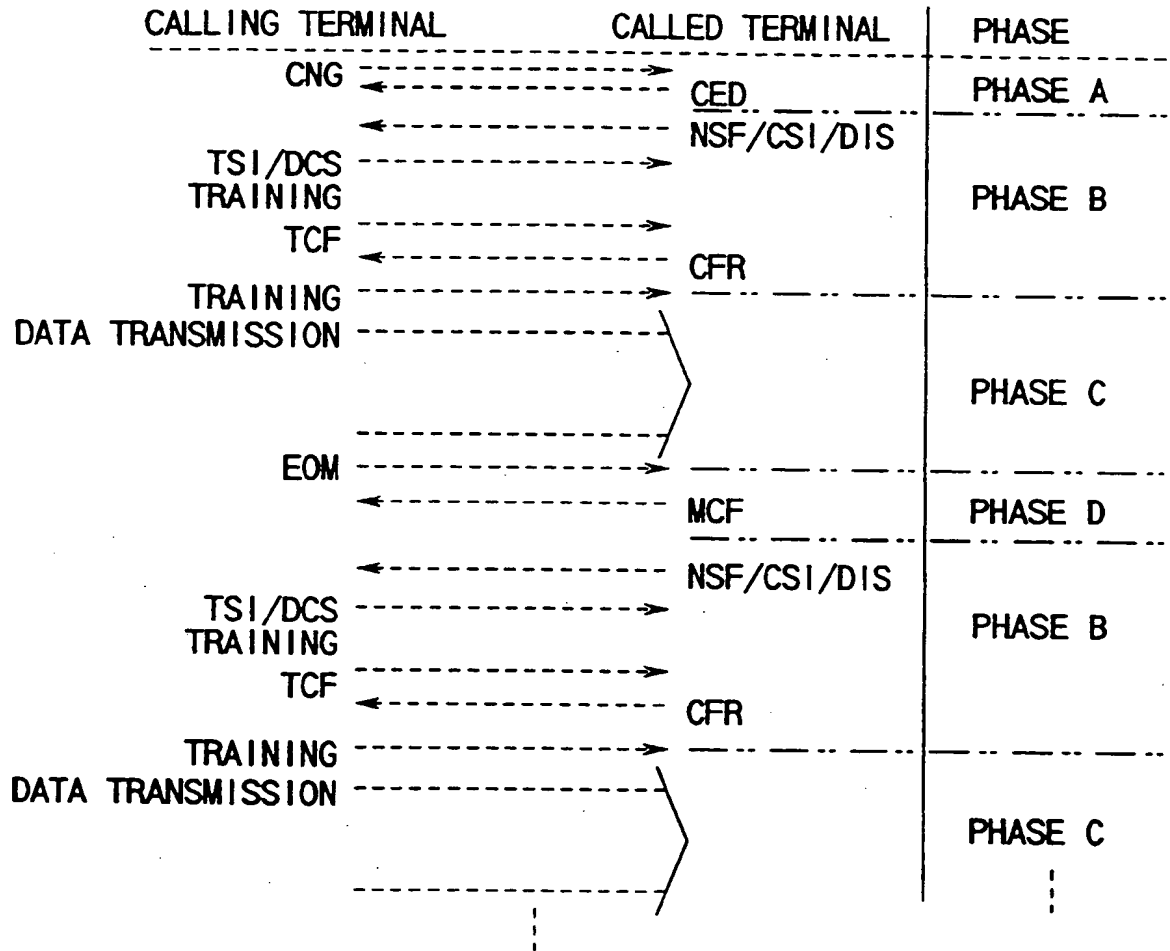 CALLING TERMINAL CALLED TERMINAL PHASE
CNG
CED PHASE A
NSF/CSI/DIS
TSI/DCS
TRAINING PHASE B
TCF
CFR
TRAINING
DATA TRANSMISSION
PHASE C
EOM
MCF PHASE D
NSF/CSI/DIS
TSI/DCS
TRAINING PHASE B
TCF
CFR
TRAINING
DATA TRANSMISSION
PHASE C